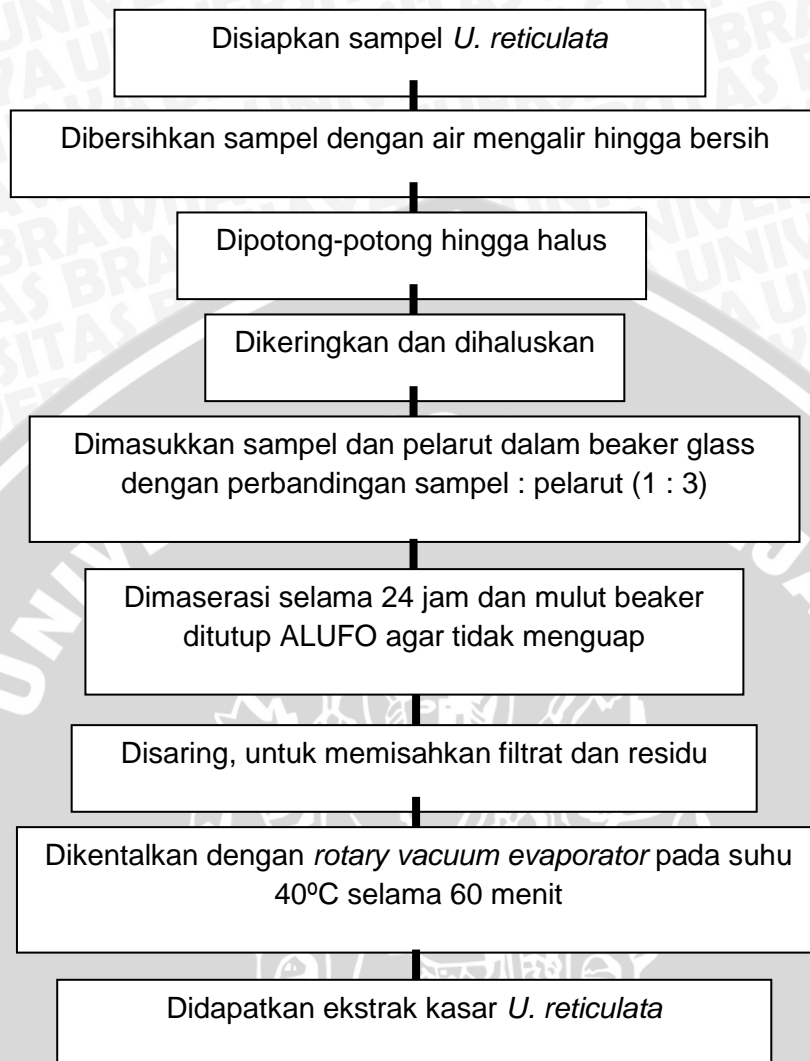 Disiapkan sampel U. reticulata
Dibersihkan sampel dengan air mengalir hingga bersih
Dipotong-potong hingga halus
Dikeringkan dan dihaluskan
Dimasukkan sampel dan pelarut dalam beaker glass
dengan perbandingan sampel : pelarut (1 : 3)
Dimaserasi selama 24 jam dan mulut beaker
ditutup ALUFO agar tidak menguap
Disaring, untuk memisahkan filtrat dan residu
Dikentalkan dengan rotary vacuum evaporator pada suhu
40ºC selama 60 menit
Didapatkan ekstrak kasar U. reticulata